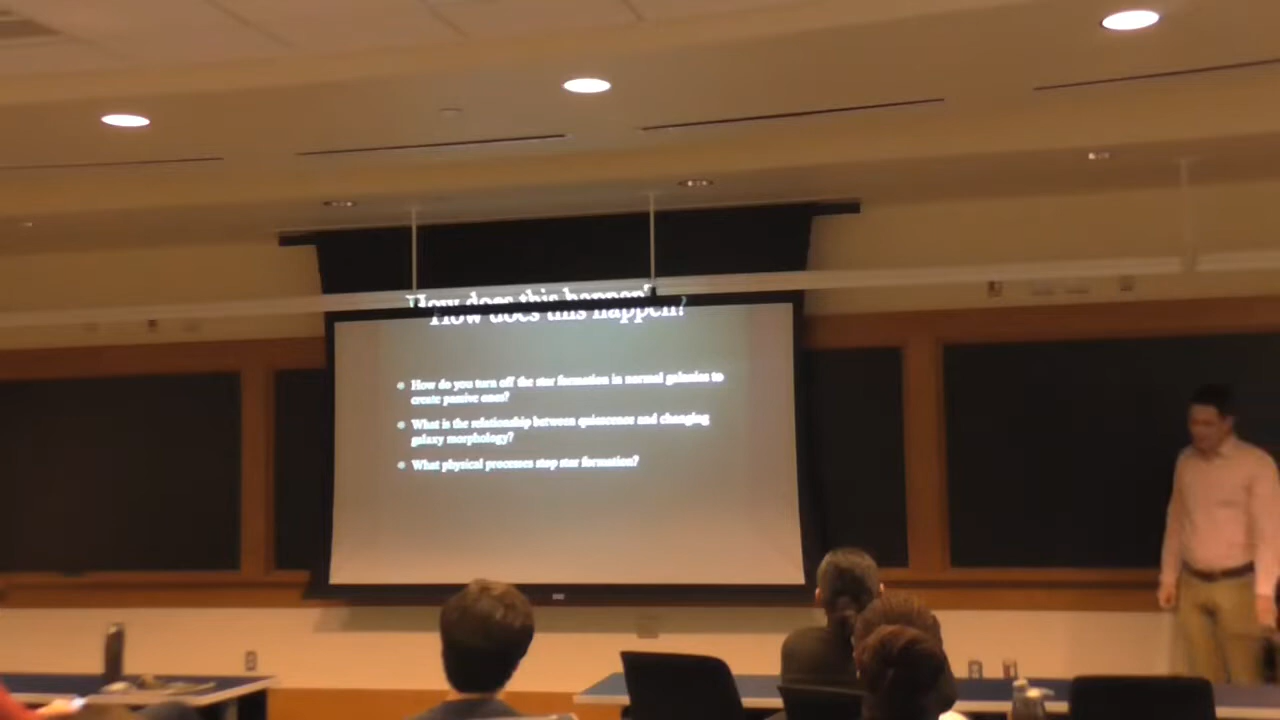 How does this happen?
How do you turn off the star formation in normal galaxies to
create passive ones?
What is the relationship between quiescence and changing
galaxy morphology?
What physical processes stop star formation?